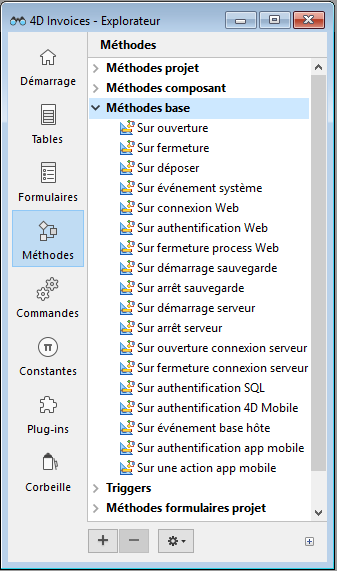 4D Invoices - Explorateur
Démarrage
Tables
Formulaires
Méthodes
Commandes
Constantes
Plug-ins
Corbeille
Méthodes
Méthodes projet
Méthodes composant
Méthodes base
Sur ouverture
Sur fermeture
Sur déposer
Sur événement système
Sur connexion Web
Sur authentification Web
Sur fermeture process Web
Sur démarrage sauvegarde
Sur arrêt sauvegarde
Sur démarrage serveur
Sur arrêt serveur
Sur ouverture connexion serveur
Sur fermeture connexion serveur
Sur authentification SQL
Sur authentification 4D Mobile
Sur événement base hôte
Sur authentification app mobile
Sur une action app mobile
Triggers
Méthodes formulaires projet